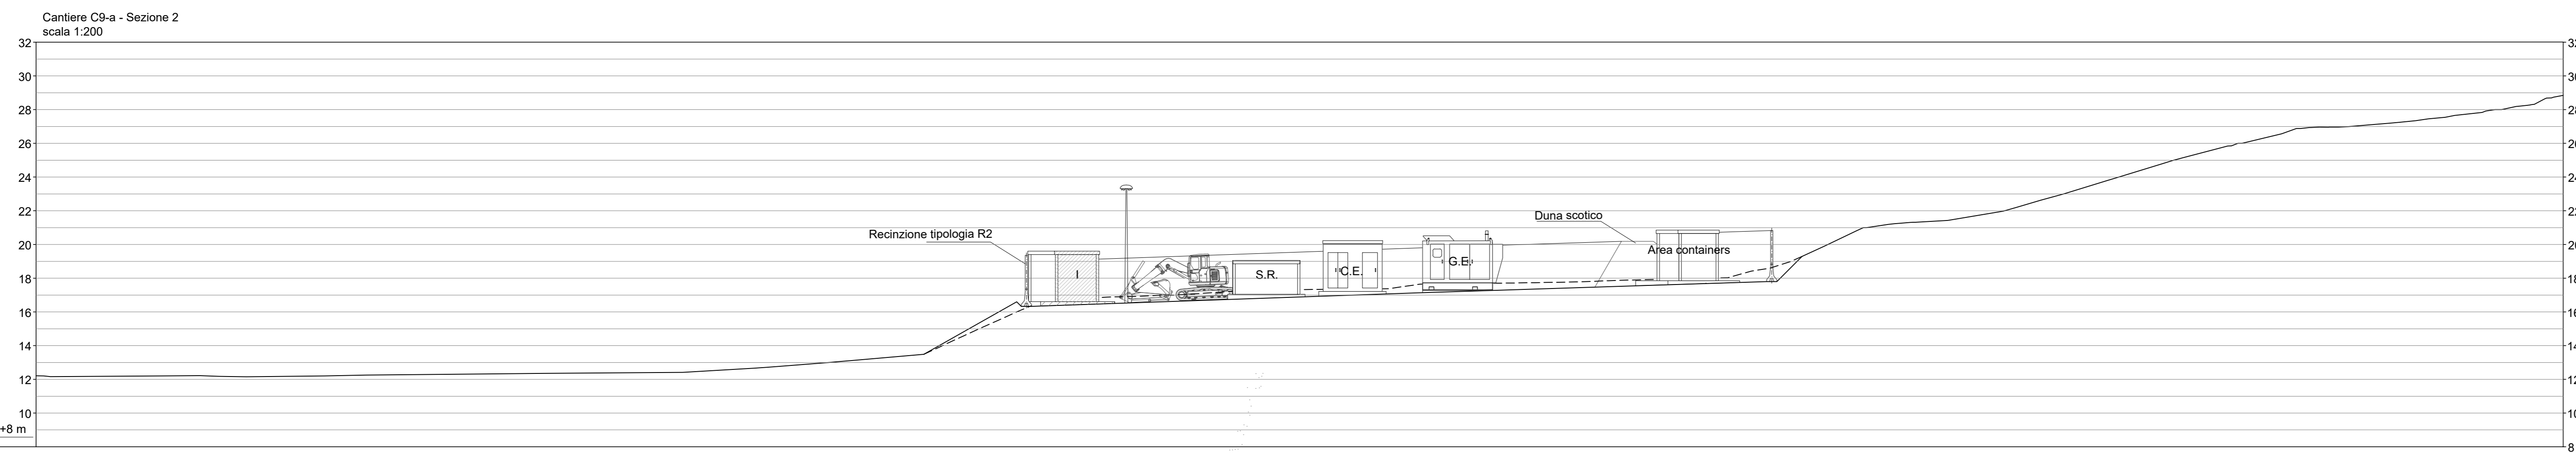 Cantiere C9-a - Sezione 2
scala 1:200
32
30
28
26
24
22
20
18
16
14
12
10
+8 m
Recinzione tipologia R2
I
S.R.
C.E.
G.E.
Duna scotico
Area containers
8